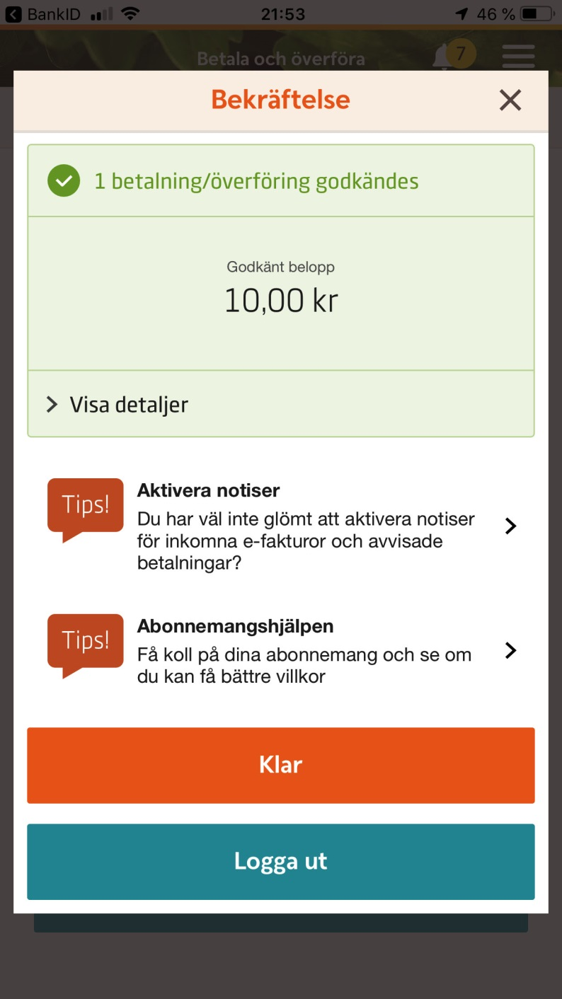 BankID
21:53
46 %
Betala och överföra
7
Bekräftelse
1 betalning/överföring godkändes
Godkänt belopp
10,00 kr
Visa detaljer
Tips!
Aktivera notiser
Du har väl inte glömt att aktivera notiser
för inkomna e-fakturor och avvisade
betalningar?
Tips!
Abonnemangshjälpen
Få koll på dina abonnemang och se om
du kan få bättre villkor
Klar
Logga ut